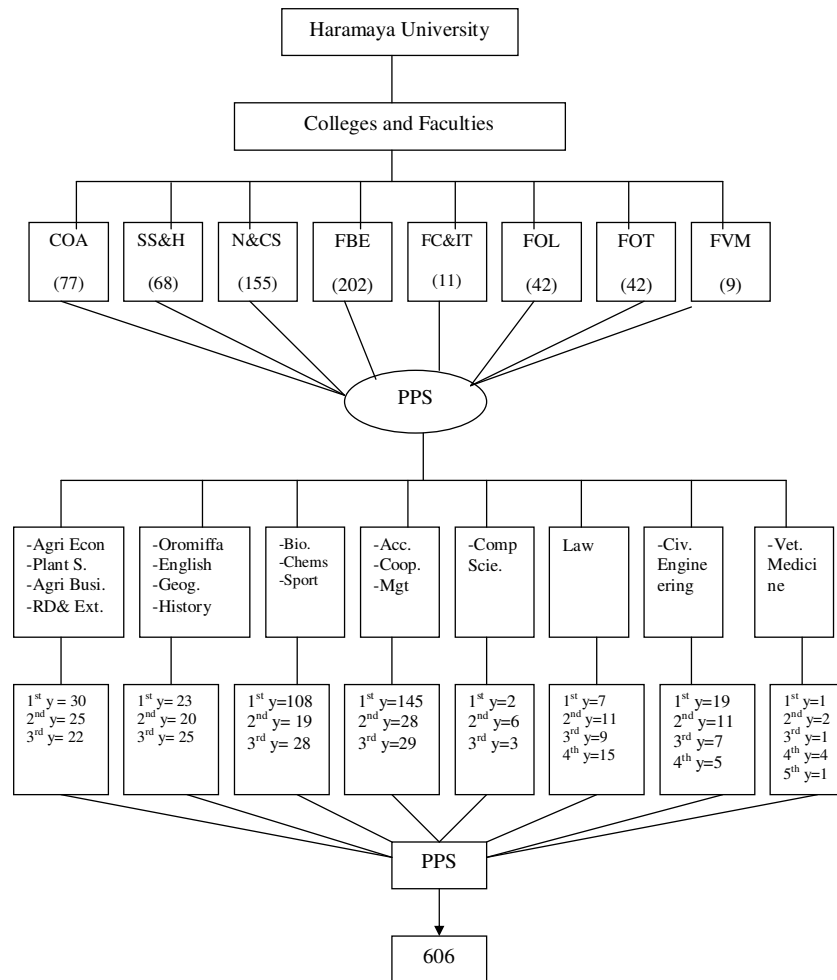 Haramaya University
Colleges and Faculties
COA
(77)
SS&H
(68)
N&CS
(155)
FBE
(202)
FC&IT
(11)
FOL
(42)
FOT
(42)
FVM
(9)
PPS
-Agri Econ
-Plant S.
-Agri Busi.
-RD& Ext.
-Oromiffa
-English
-Geog.
-History
-Bio.
-Chems
-Sport
-Acc.
-Coop.
-Mgt
-Comp
Scie.
Law
-Civ.
Engine
ering
-Vet.
Medici
ne
1st y = 30
2nd y= 25
3rd y= 22
1st y= 23
2nd y= 20
3rd y= 25
1st y=108
2nd y= 19
3rd y= 28
1st y=145
2nd y=28
3rd y=29
1st y=2
2nd y=6
3rd y=3
1st y=7
2nd y=11
3rd y=9
4th y=15
1st y=19
2nd y=11
3rd y=7
4th y=5
1st y=1
2nd y=2
3rd y=1
4th y=4
5th y=1
PPS
606